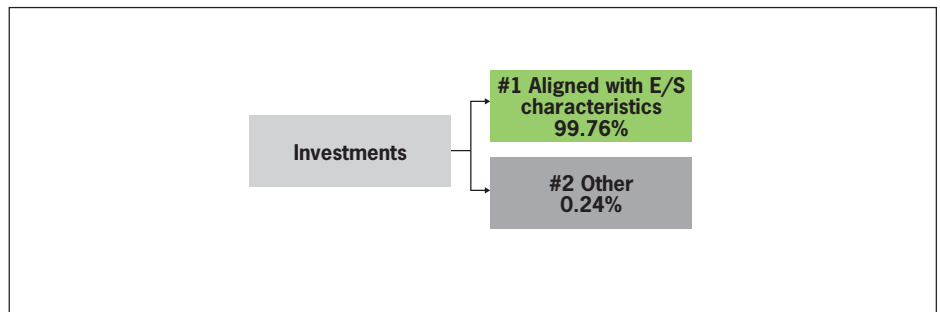 Investments
#1 Aligned with E/S
characteristics
99.76%
#2 Other
0.24%